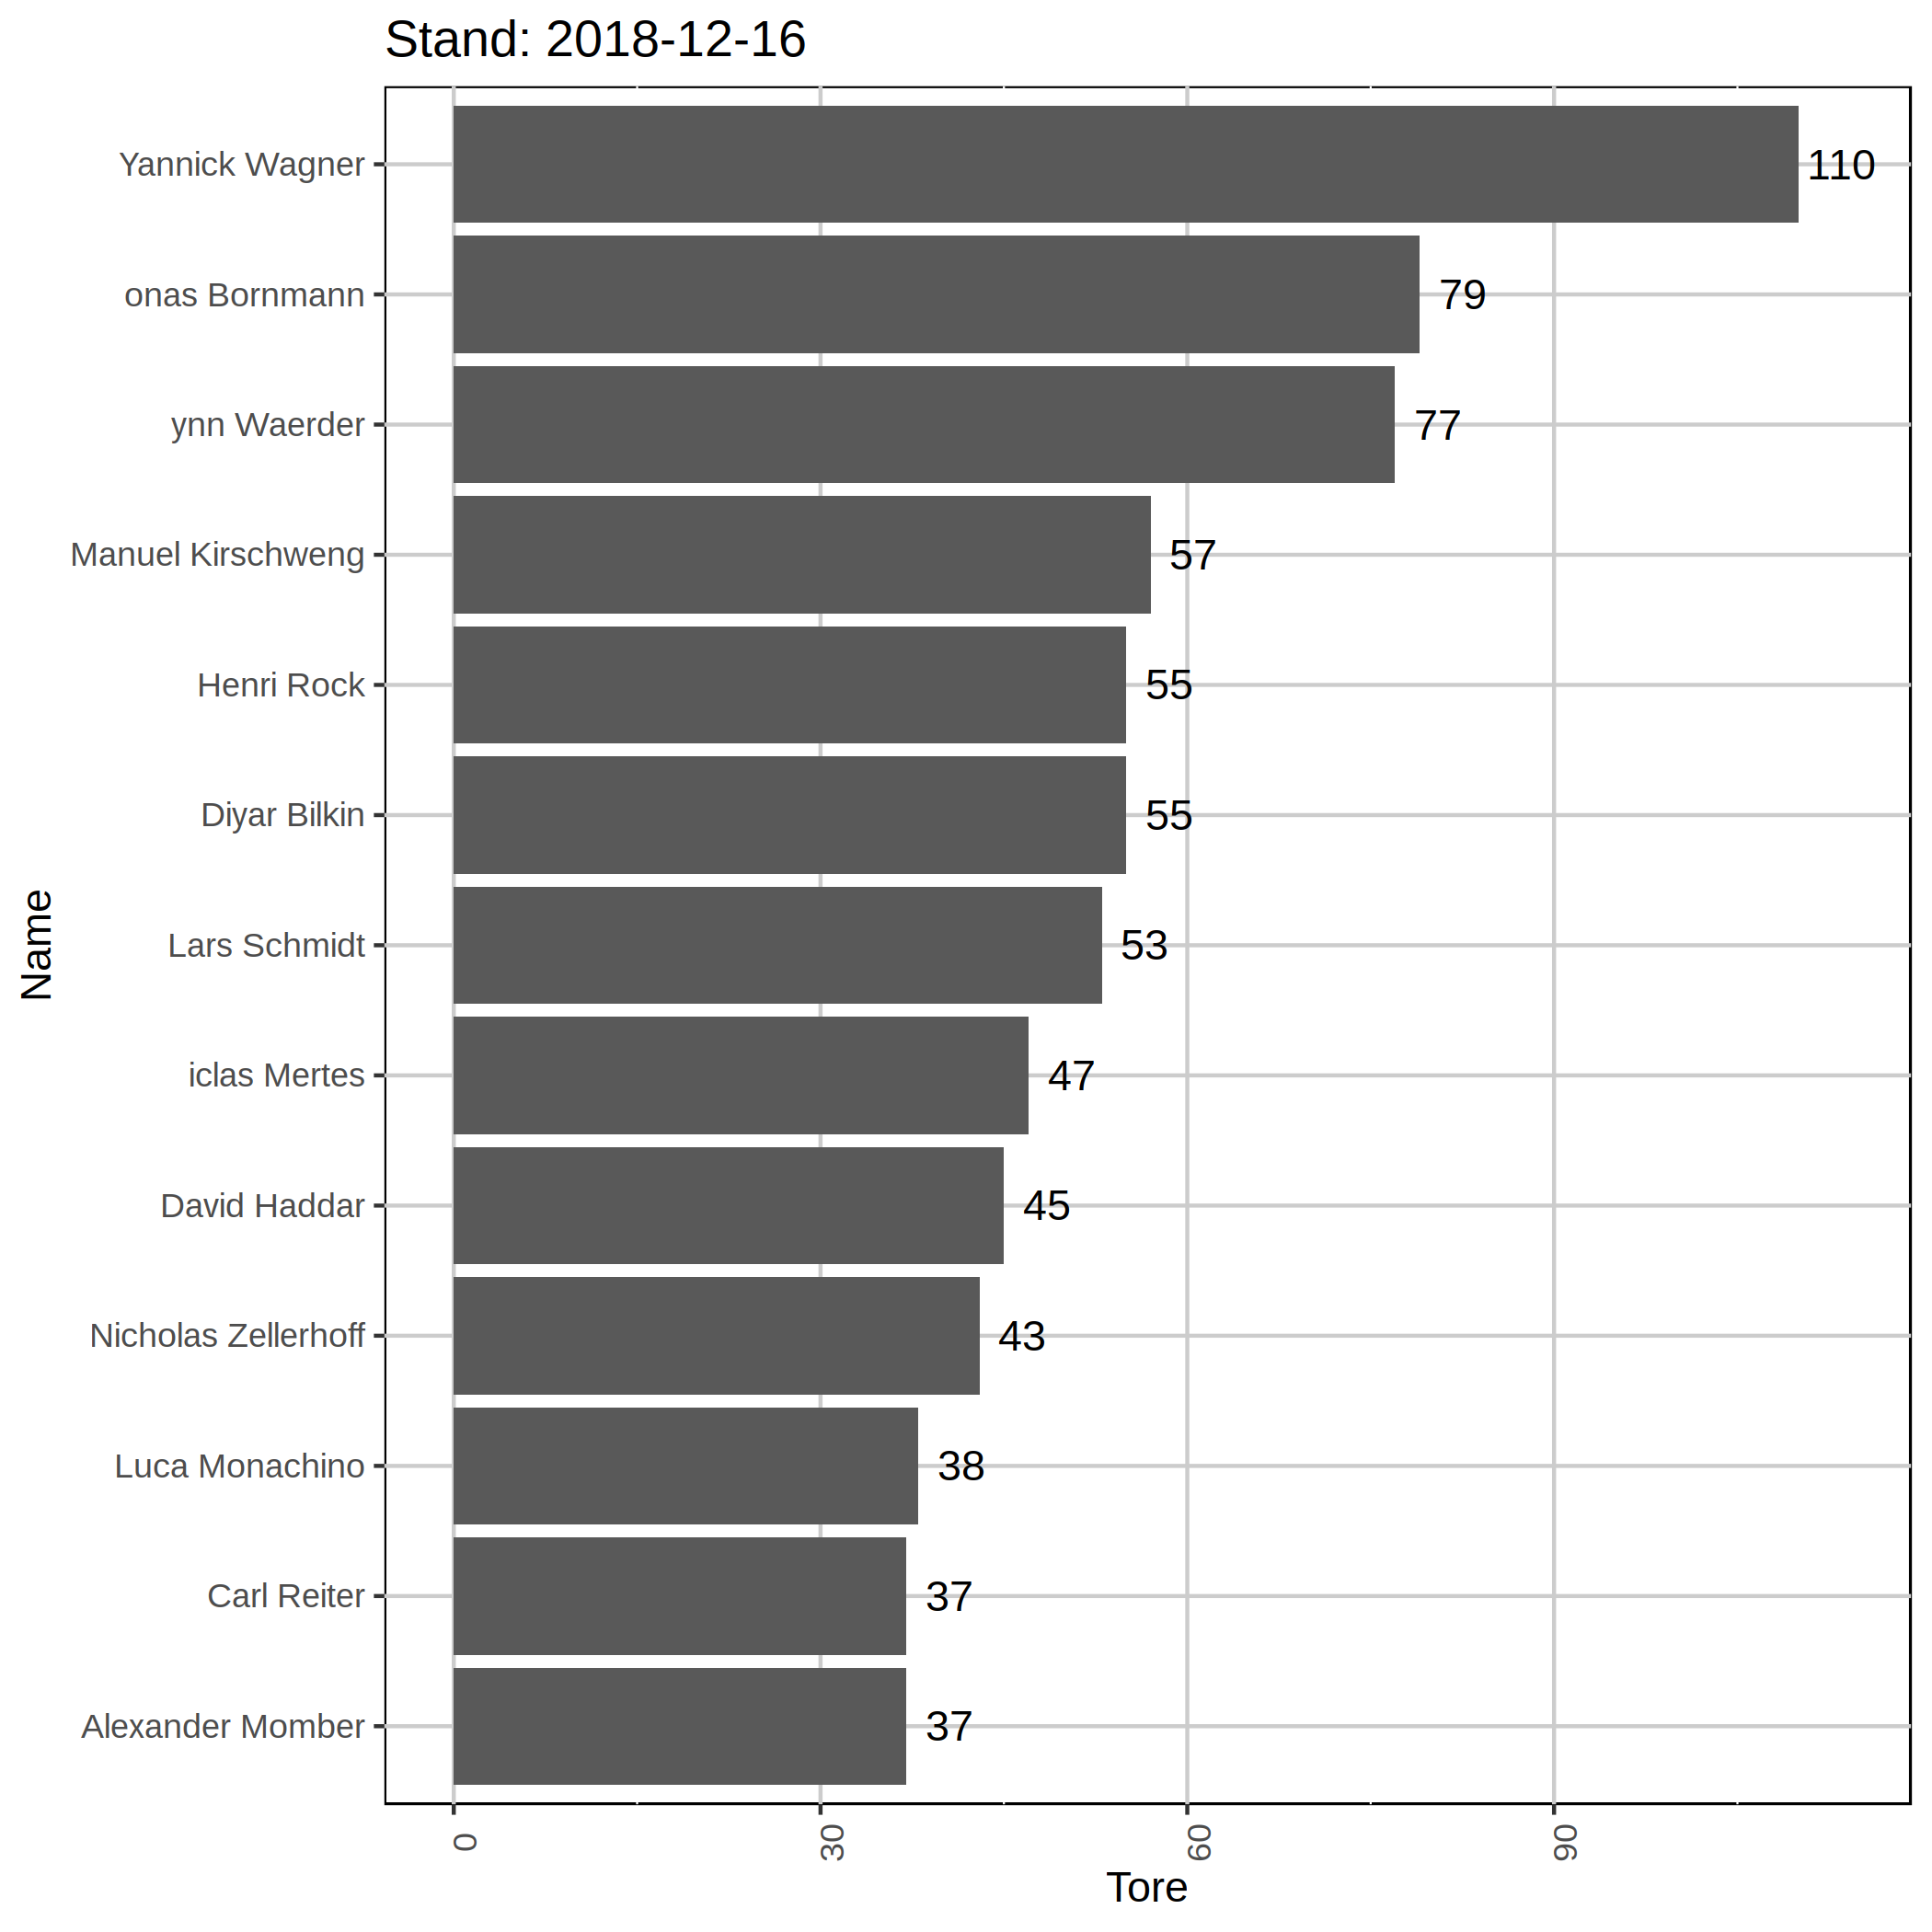 Stand: 2018-12-16
Yannick Wagner 110
onas Bornmann 79
ynn Waerder 77
Manuel Kirschweng 57
Henri Rock 55
Diyar Bilkin 55
Lars Schmidt 53
iclas Mertes 47
David Haddar 45
Nicholas Zellerhoff 43
Luca Monachino 38
Carl Reiter 37
Alexander Momber 37
Name
0 30 60 90
Tore